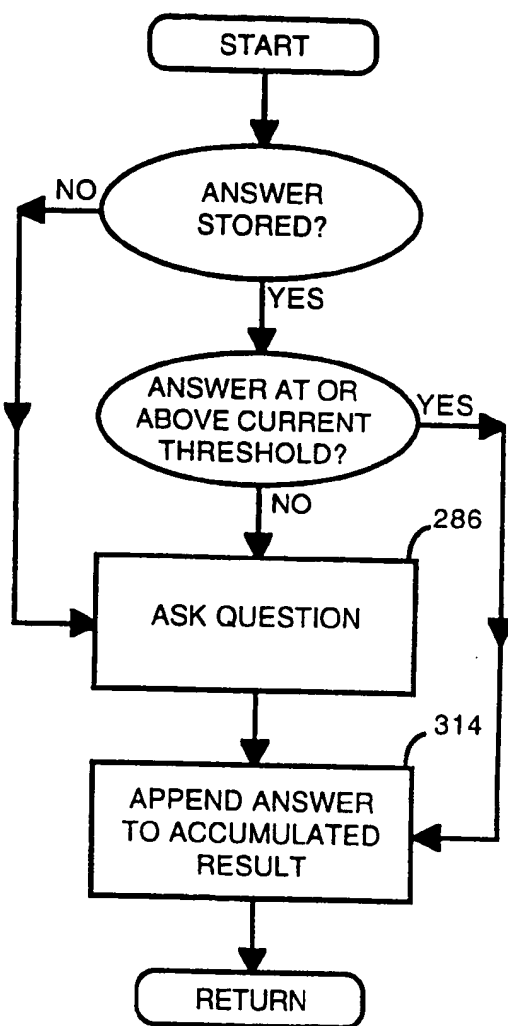 START
NO
ANSWER
STORED?
YES
ANSWER AT OR
ABOVE CURRENT
THRESHOLD?
YES
NO
286
ASK QUESTION
314
APPEND ANSWER
TO ACCUMULATED
RESULT
RETURN